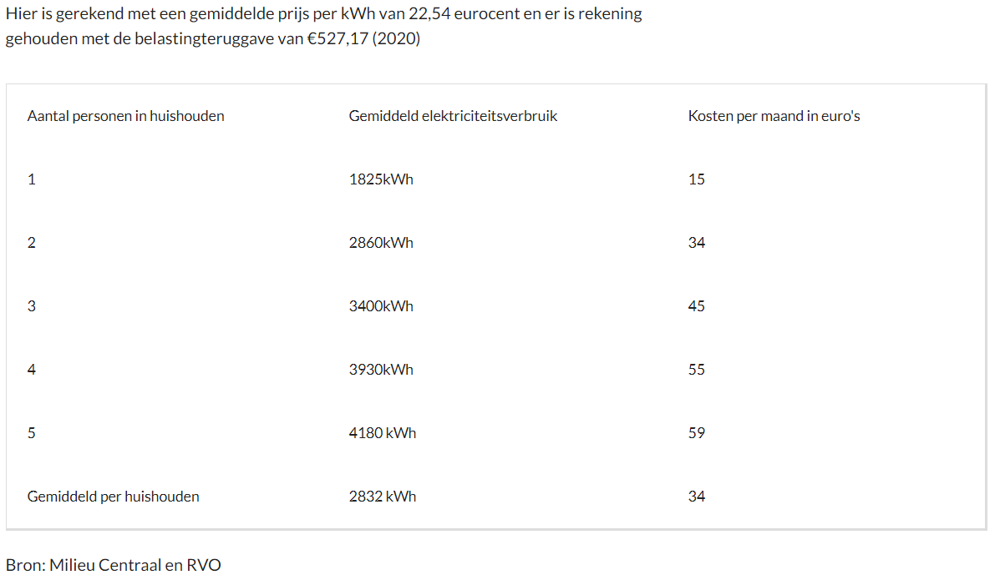 Hier is gerekend met een gemiddelde prijs per kWh van 22,54 eurocent en er is rekening
gehouden met de belastingteruggave van €527,17 (2020)
Aantal personen in huishouden Gemiddeld elektriciteitsverbruik Kosten per maand in euro's
1 1825kWh 15
2 2860kWh 34
3 3400kWh 45
4 3930kWh 55
5 4180 kWh 59
Gemiddeld per huishouden 2832 kWh 34
Bron: Milieu Centraal en RVO